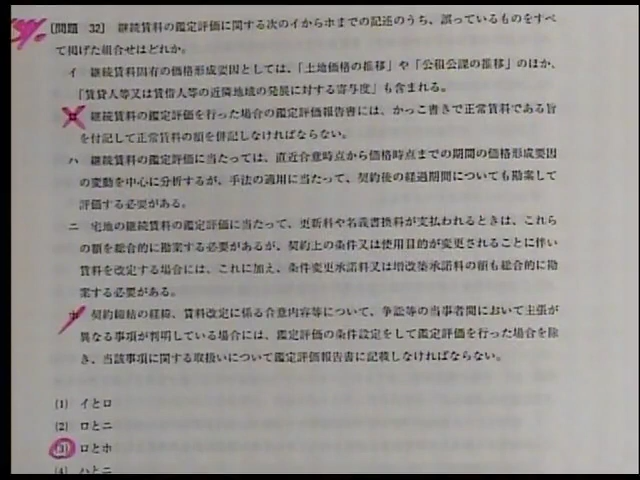 〔問題 32〕 継続賃料の鑑定評価に関する次のイからホまでの記述のうち、誤っているものをすべ
て掲げた組合せはどれか。
イ 継続賃料固有の価格形成要因としては、「土地価格の推移」や「公租公課の推移」のほか、
「賃貸人等又は賃借人等の近隣地域の発展に対する寄与度」も含まれる。
ロ 継続賃料の鑑定評価を行った場合の鑑定評価報告書には、かっこ書きで正常賃料である旨
を付記して正常賃料の額を併記しなければならない。
ハ 継続賃料の鑑定評価に当たっては、直近合意時点から価格時点までの期間の価格形成要因
の変動を中心に分析するが、手法の適用に当たって、契約後の経過期間についても勘案して
評価する必要がある。
ニ 宅地の継続賃料の鑑定評価に当たって、更新料や名義書換料が支払われるときは、これら
の額を総合的に勘案する必要があるが、契約上の条件又は使用目的が変更されることに伴い
賃料を改定する場合には、これに加え、条件変更承諾料又は増改築承諾料の額も総合的に勘
案する必要がある。
ホ 契約締結の経緯、賃料改定に係る合意内容等について、争訟等の当事者間において主張が
異なる事項が判明している場合には、鑑定評価の条件設定をして鑑定評価を行った場合を除
き、当該事項に関する取扱いについて鑑定評価報告書に記載しなければならない。
(1) イとロ
(2) ロとニ
(3) ロとホ
(4) ハとニ